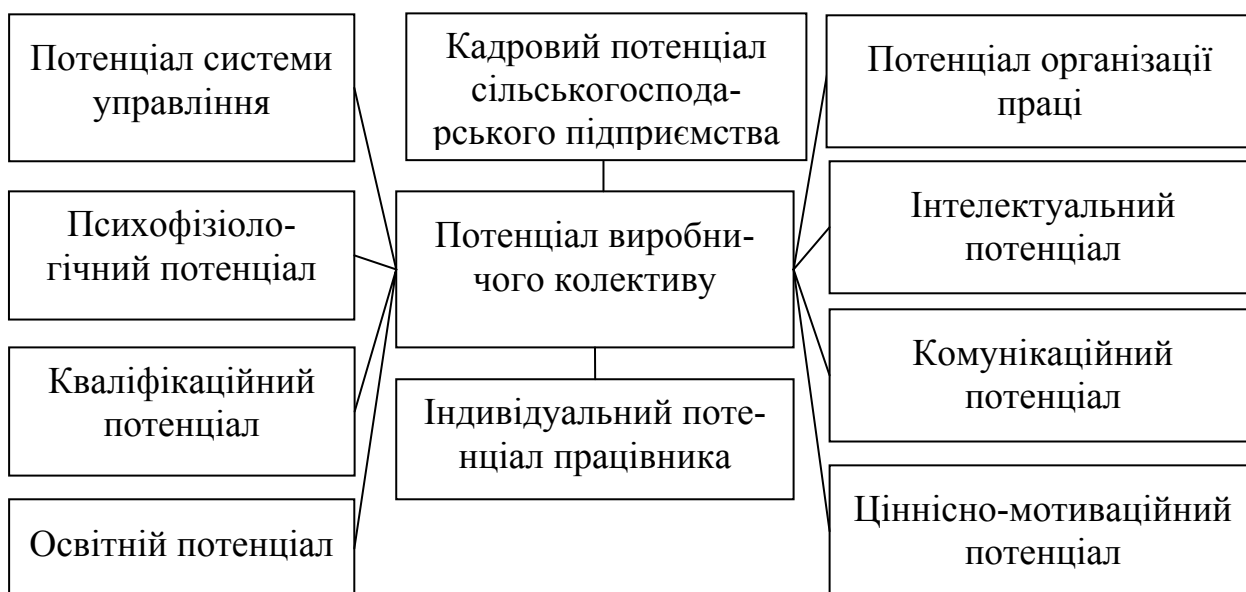 Потенціал системи
управління
Кадровий потенціал
сільськогоспода-
рського підприємства
Потенціал організації
праці
Психофізіоло-
гічний потенціал
Потенціал виробни-
чого колективу
Інтелектуальний
потенціал
Кваліфікаційний
потенціал
Індивідуальний поте-
нціал працівника
Комунікаційний
потенціал
Освітній потенціал
Ціннісно-мотиваційний
потенціал